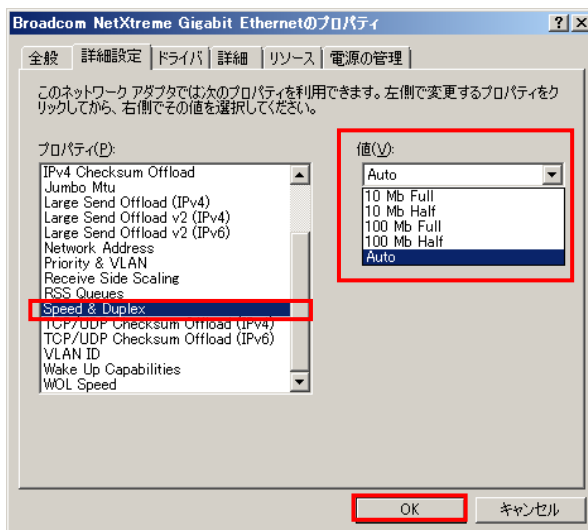 Broadcom NetXtreme Gigabit Ethernetのプロパティ
全般 詳細設定 ドライバ 詳細 リソース 電源の管理
このネットワーク アダプタでは次のプロパティを利用できます。左側で変更するプロパティをク
リックしてから、右側でその値を選択してください。
プロパティ(P):
IPv4 Checksum Offload
Jumbo Mtu
Large Send Offload (IPv4)
Large Send Offload v2 (IPv4)
Large Send Offload v2 (IPv6)
Network Address
Priority & VLAN
Receive Side Scaling
RSS Queues
Speed & Duplex
TCP/UDP Checksum Offload (IPv4)
TCP/UDP Checksum Offload (IPv6)
VLAN ID
Wake Up Capabilities
WOL Speed
値(V):
Auto
10 Mb Full
10 Mb Half
100 Mb Full
100 Mb Half
Auto
OK キャンセル